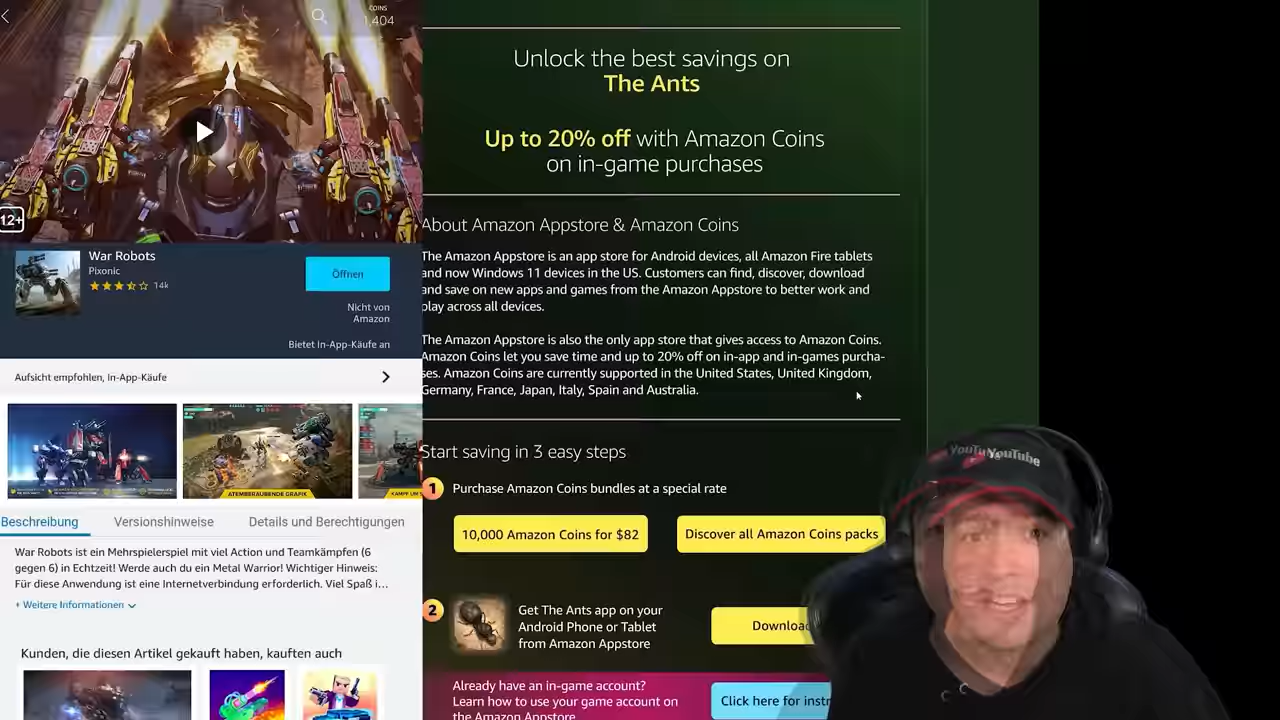 COINS
1,404
12+
War Robots
Pixonic
14k
Öffnen
Nicht von
Amazon
Bietet In-App-Käufe an
Aufsicht empfohlen, In-App-Käufe
ATEMBERAUBENDE GRAFIK
Beschreibung
Versionshinweise
Details und Berechtigungen
War Robots ist ein Mehrspielerspiel mit viel Action und Teamkämpfen (6
gegen 6) in Echtzeit! Werde auch du ein Metal Warrior! Wichtiger Hinweis:
Für diese Anwendung ist eine Internetverbindung erforderlich. Viel Spaß i...
+ Weitere Informationen
Kunden, die diesen Artikel gekauft haben, kauften auch
Unlock the best savings on
The Ants
Up to 20% off with Amazon Coins
on in-game purchases
About Amazon Appstore & Amazon Coins
The Amazon Appstore is an app store for Android devices, all Amazon Fire tablets
and now Windows 11 devices in the US. Customers can find, discover, download
and save on new apps and games from the Amazon Appstore to better work and
play across all devices.
The Amazon Appstore is also the only app store that gives access to Amazon Coins.
Amazon Coins let you save time and up to 20% off on in-app and in-games purcha-
ses. Amazon Coins are currently supported in the United States, United Kingdom,
Germany, France, Japan, Italy, Spain and Australia.
Start saving in 3 easy steps
1 Purchase Amazon Coins bundles at a special rate
10,000 Amazon Coins for $82
Discover all Amazon Coins packs
2 Get The Ants app on your
Android Phone or Tablet
from Amazon Appstore
Downloa
Already have an in-game account?
Learn how to use your game account on
the Amazon Appstore
Click here for instr
YouTube